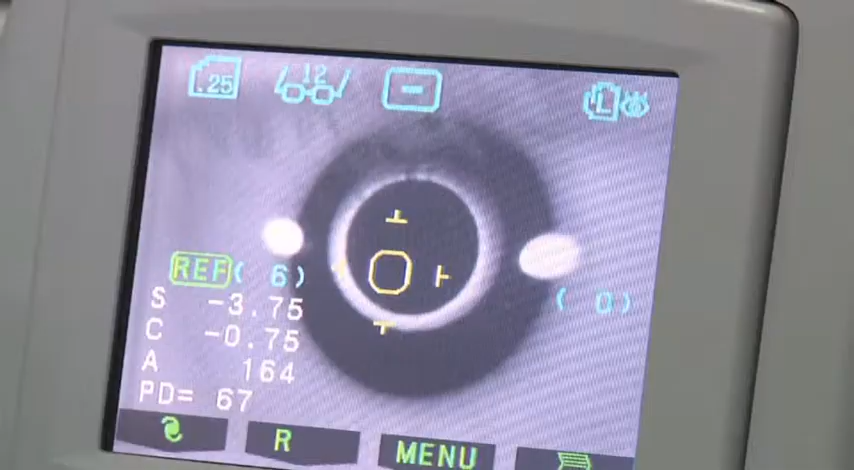 .25 12 − L
REF( 6)
( 0)
S -3.75
C -0.75
A 164
PD= 67
R MENU